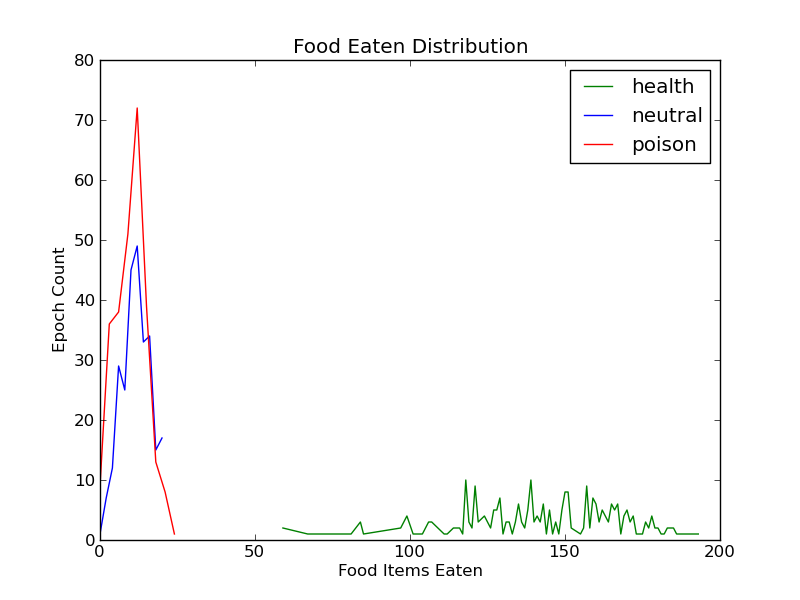 Food Eaten Distribution
80
70
60
50
40
30
20
10
0
Epoch Count
health
neutral
poison
0 50 100 150 200
Food Items Eaten